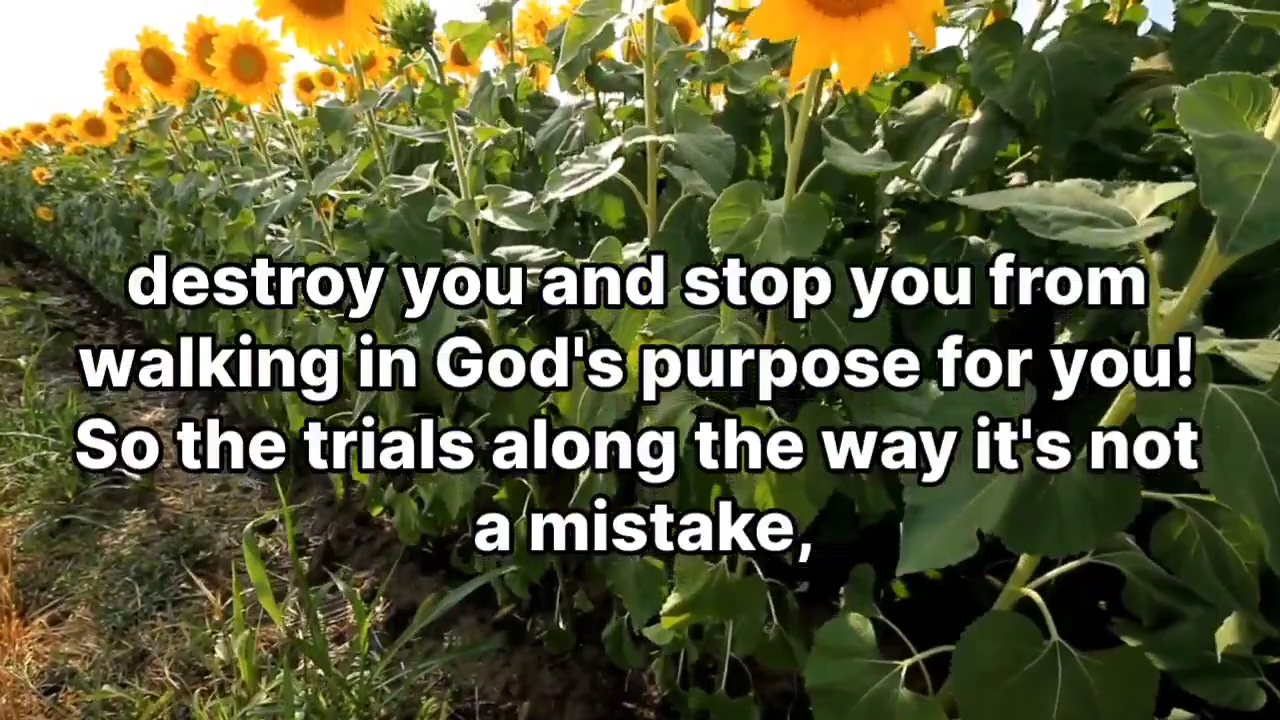 destroy you and stop you from
walking in God's purpose for you!
So the trials along the way it's not
a mistake,